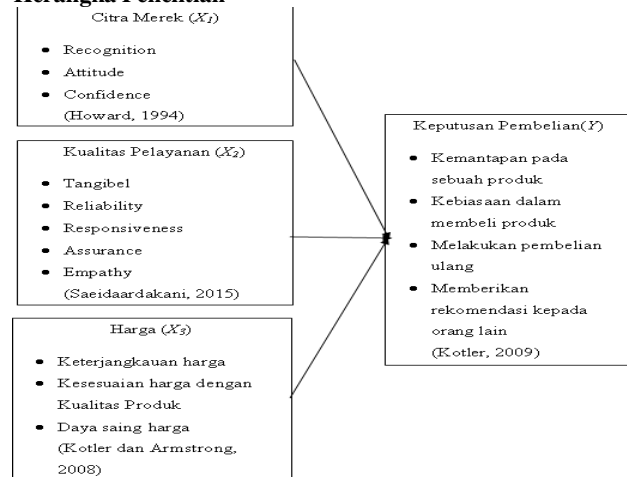 Kerangka Penelitian
Citra Merek (X1)
• Recognition
• Attitude
• Confidence
(Howard, 1994)
Kualitas Pelayanan (X2)
• Tangibel
• Reliability
• Responsiveness
• Assurance
• Empathy
(Saeidaardakani, 2015)
Harga (X3)
• Keterjangkauan harga
• Kesesuaian harga dengan
Kualitas Produk
• Daya saing harga
(Kotler dan Armstrong,
2008)
Keputusan Pembelian(Y)
• Kemantapan pada
sebuah produk
• Kebiasaan dalam
membeli produk
• Melakukan pembelian
ulang
• Memberikan
rekomendasi kepada
orang lain
(Kotler, 2009)